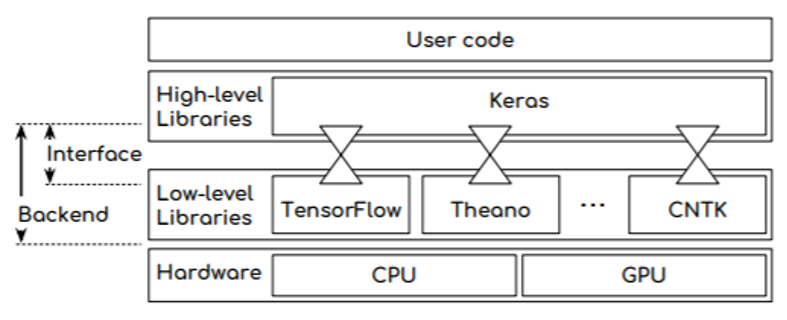 User code
High-level
Libraries
Keras
Interface
Backend
Low-level
Libraries
TensorFlow
Theano
...
CNTK
Hardware
CPU
GPU